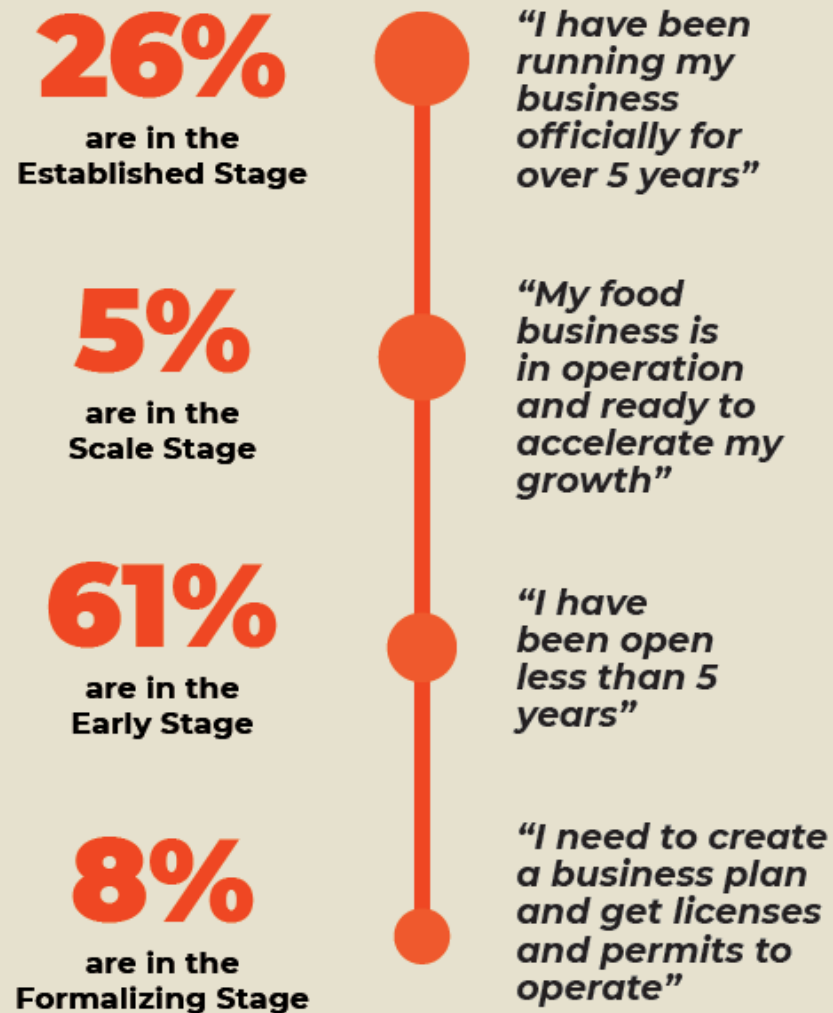 26%
are in the
Established Stage
“I have been
running my
business
officially for
over 5 years”
5%
are in the
Scale Stage
“My food
business is
in operation
and ready to
accelerate my
growth”
61%
are in the
Early Stage
“I have
been open
less than 5
years”
8%
are in the
Formalizing Stage
“I need to create
a business plan
and get licenses
and permits to
operate”